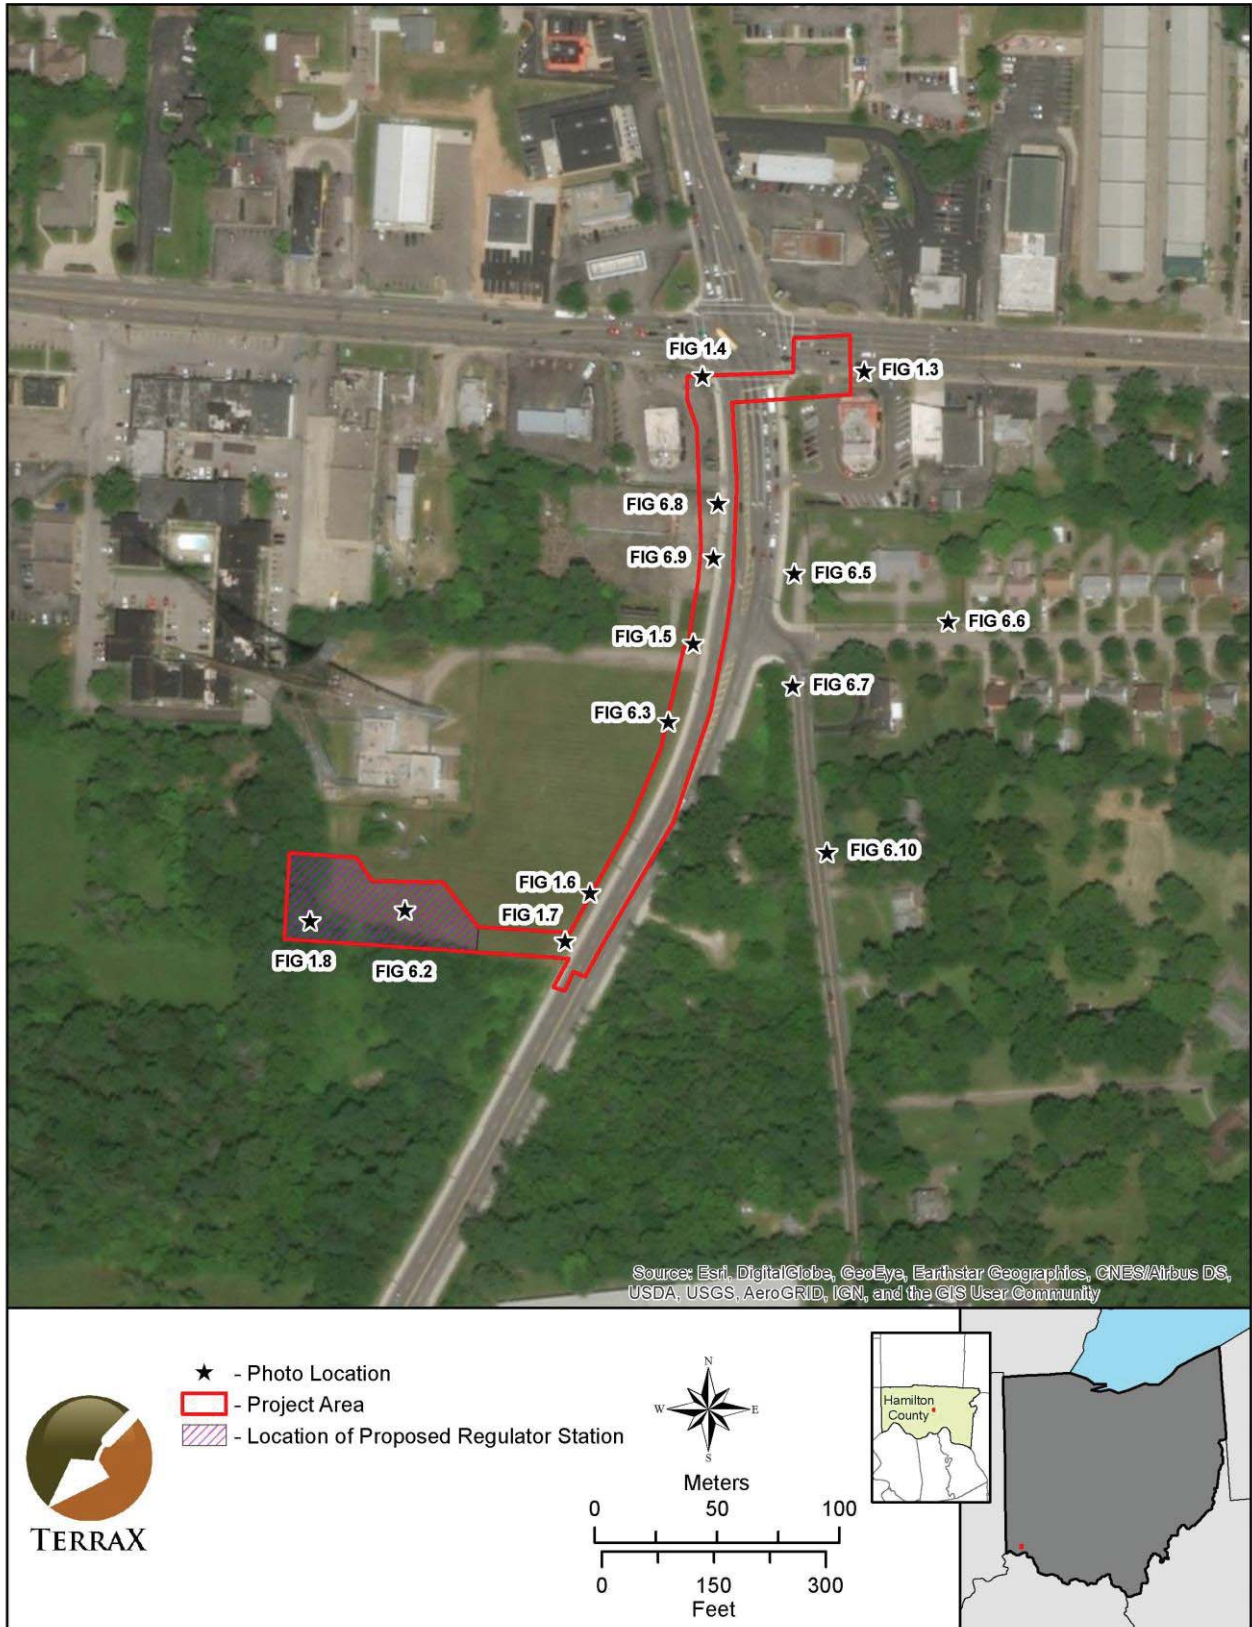 FIG 1.4
FIG 1.3
FIG 6.8
FIG 6.9
FIG 6.5
FIG 6.6
FIG 1.5
FIG 6.7
FIG 6.3
FIG 6.10
FIG 1.6
FIG 1.7
FIG 1.8
FIG 6.2
Source: Esri, DigitalGlobe, GeoEye, Earthstar Geographics, CNES/Airbus DS,
USDA, USGS, AeroGRID, IGN, and the GIS User Community
TERRAX
- Photo Location
- Project Area
- Location of Proposed Regulator Station
N
W E
S
Meters
0 50 100
0 150 300
Feet
Hamilton
County